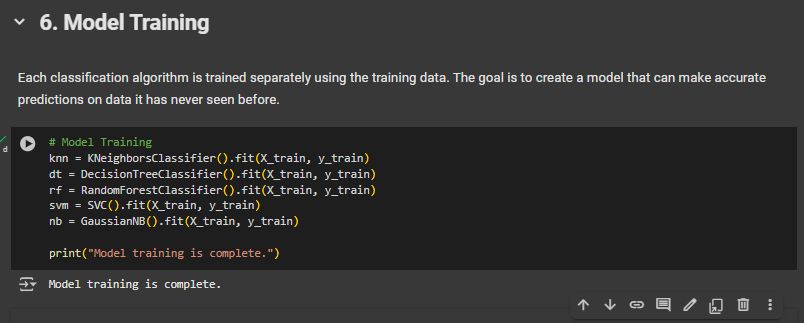 6. Model Training
Each classification algorithm is trained separately using the training data. The goal is to create a model that can make accurate
predictions on data it has never seen before.
d
# Model Training
knn = KNeighborsClassifier().fit(X_train, y_train)
dt = DecisionTreeClassifier().fit(X_train, y_train)
rf = RandomForestClassifier().fit(X_train, y_train)
svm = SVC().fit(X_train, y_train)
nb = GaussianNB().fit(X_train, y_train)
print("Model training is complete.")
Model training is complete.